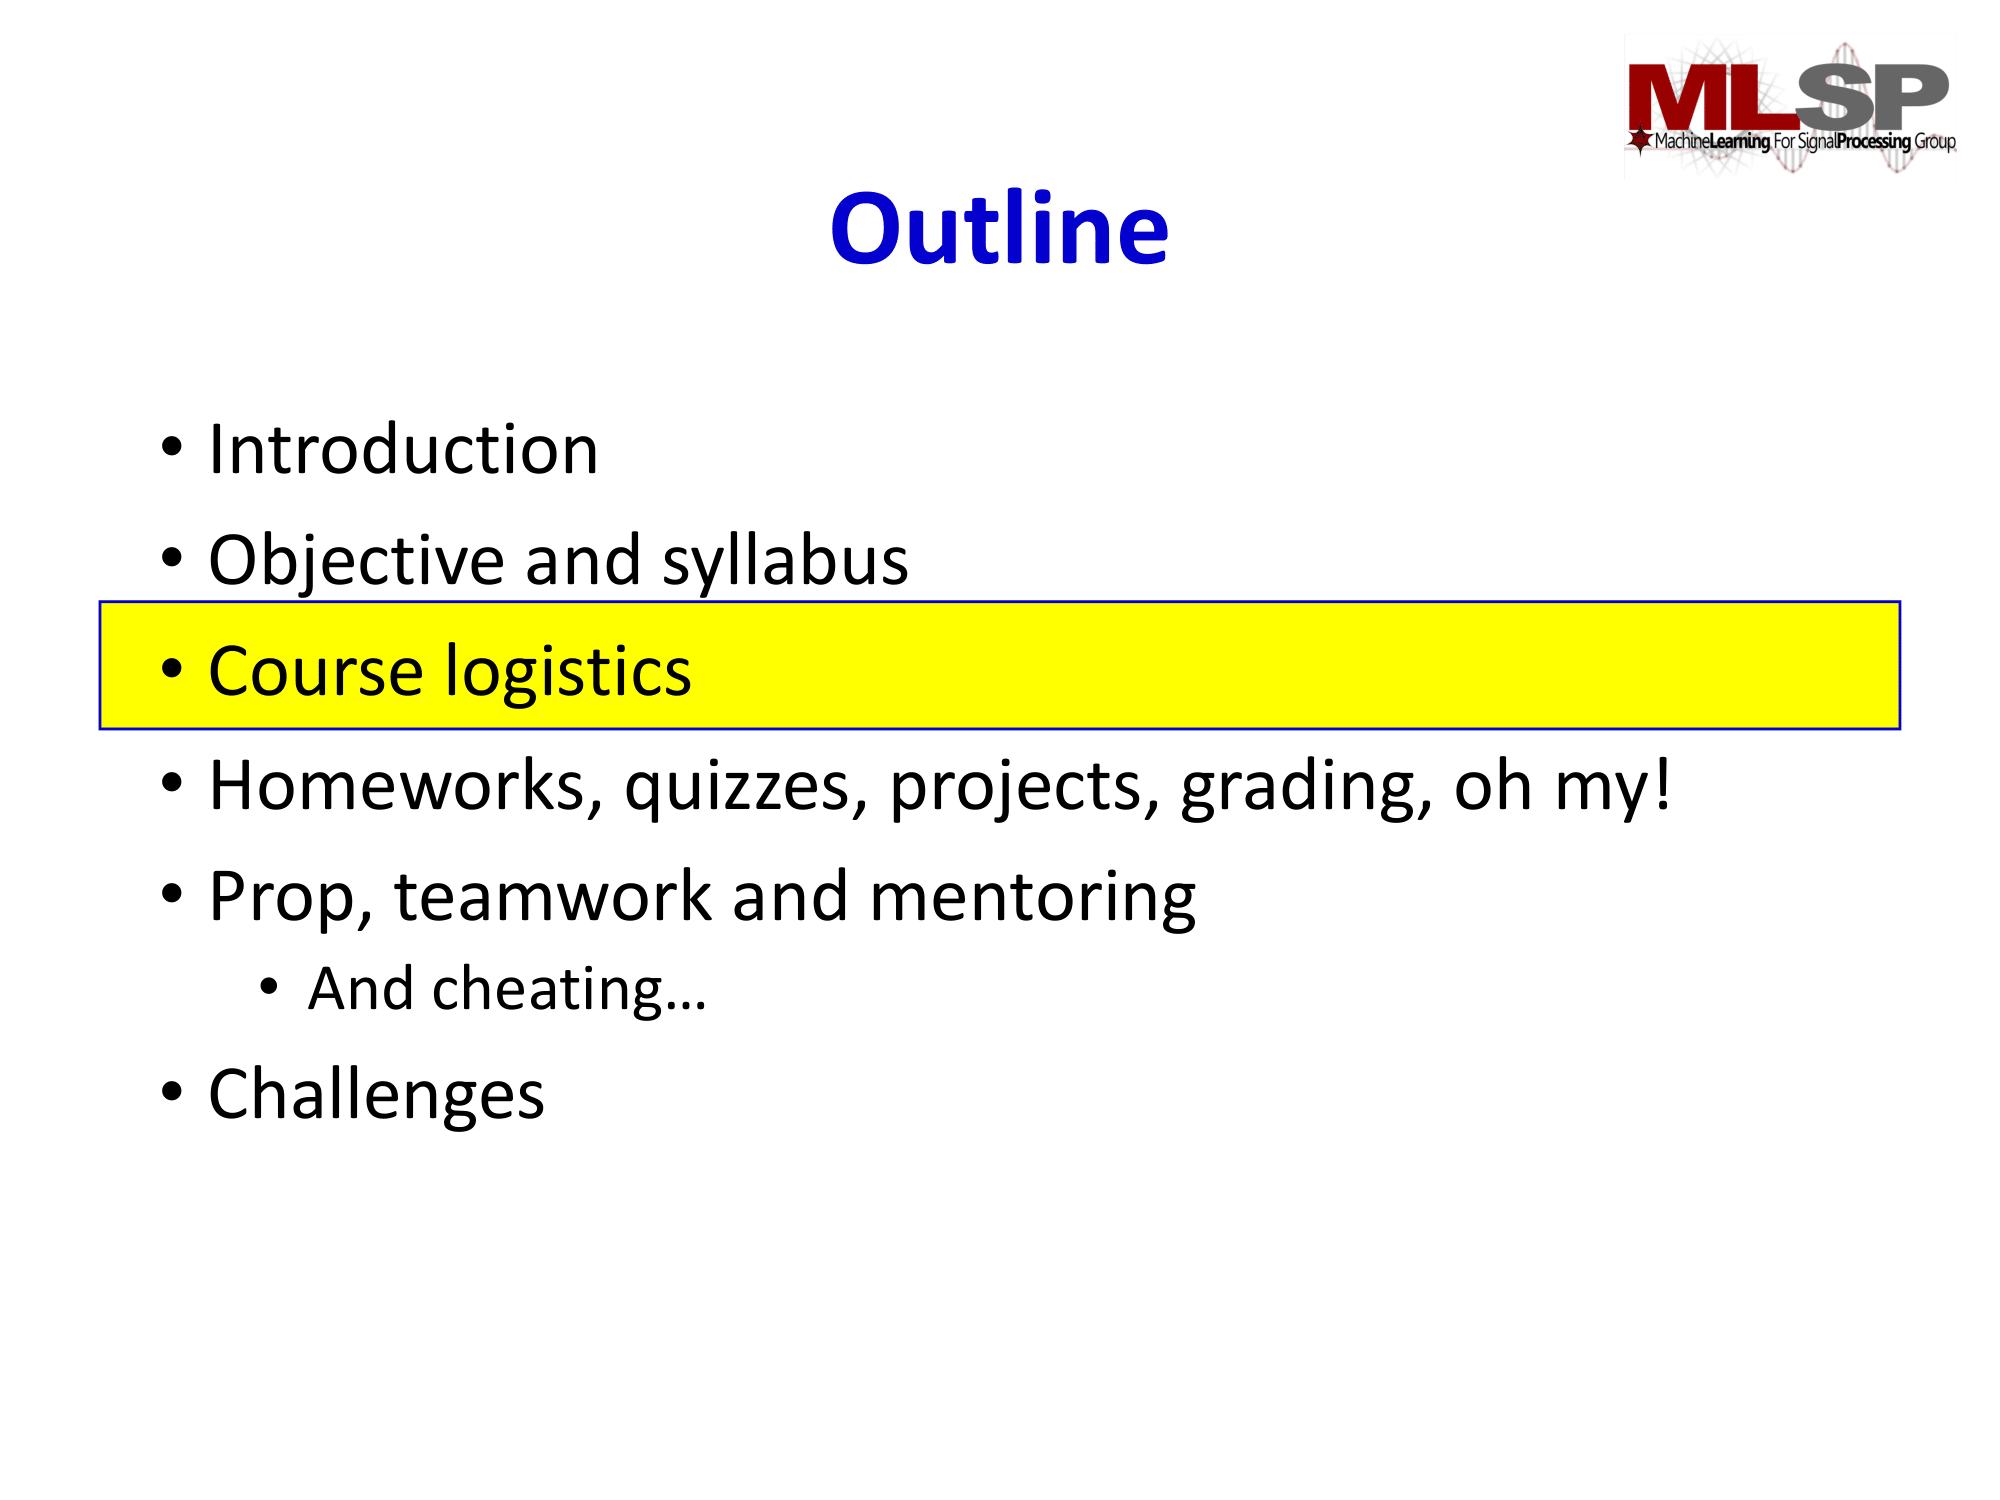 MLSP
MachineLearning For SignalProcessing Group
Outline
• Introduction
• Objective and syllabus
• Course logistics
• Homeworks, quizzes, projects, grading, oh my!
• Prop, teamwork and mentoring
• And cheating...
• Challenges